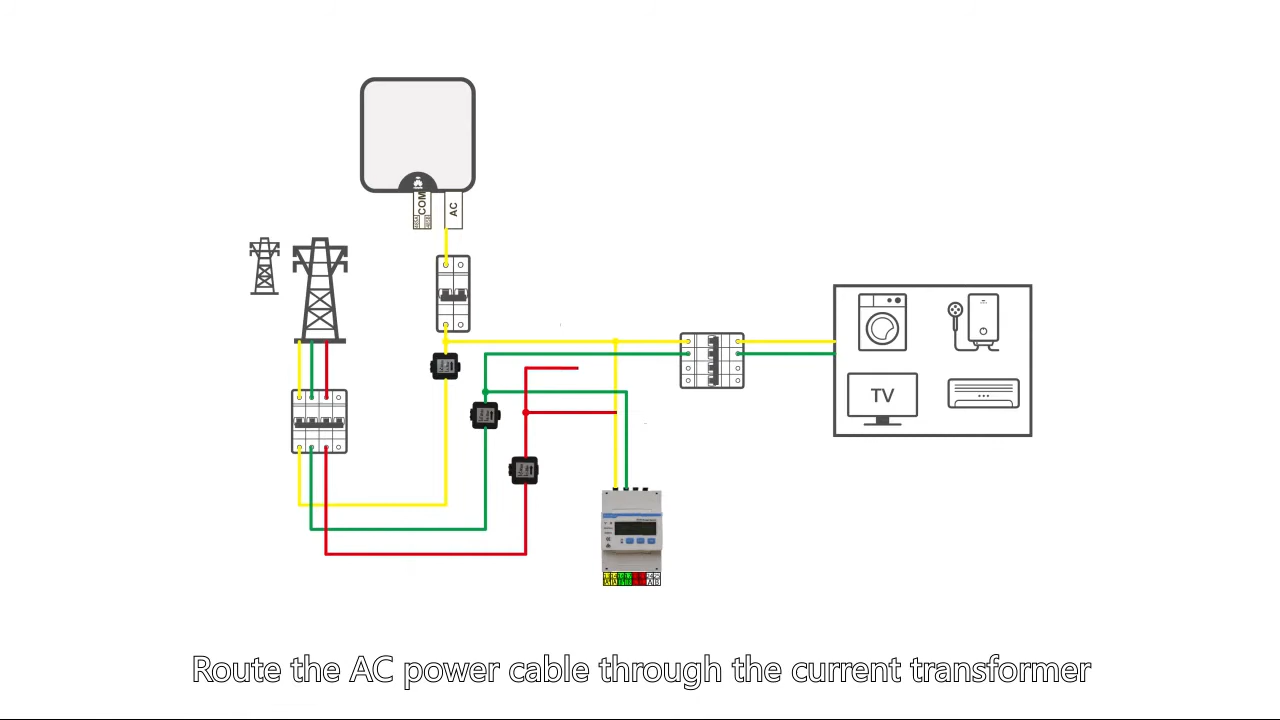 COM
AC
TV
Route the AC power cable through the current transformer